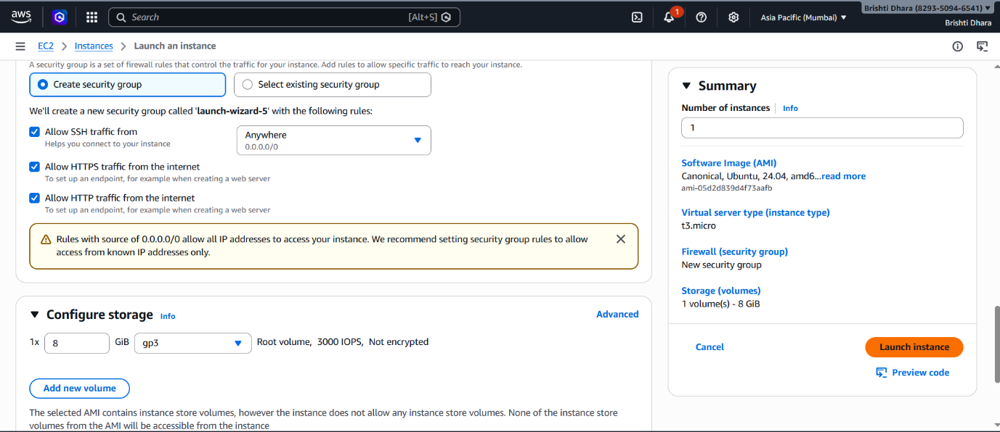 aws
Search [Alt+S]
1
Asia Pacific (Mumbai)
Brishti Dhara (8293-5094-6541)
Brishti Dhara
EC2 > Instances > Launch an instance
A security group is a set of firewall rules that control the traffic for your instance. Add rules to allow specific traffic to reach your instance.
Create security group
Select existing security group
We'll create a new security group called 'launch-wizard-5' with the following rules:
Allow SSH traffic from
Helps you connect to your instance
Anywhere
0.0.0.0/0
Allow HTTPS traffic from the internet
To set up an endpoint, for example when creating a web server
Allow HTTP traffic from the internet
To set up an endpoint, for example when creating a web server
Rules with source of 0.0.0.0/0 allow all IP addresses to access your instance. We recommend setting security group rules to allow
access from known IP addresses only.
Configure storage Info
Advanced
1x 8 GiB gp3 Root volume, 3000 IOPS, Not encrypted
Add new volume
The selected AMI contains instance store volumes, however the instance does not allow any instance store volumes. None of the instance store
volumes from the AMI will be accessible from the instance
Summary
Number of instances Info
1
Software Image (AMI)
Canonical, Ubuntu, 24.04, amd6...read more
ami-05d2d839d4f73aafb
Virtual server type (instance type)
t3.micro
Firewall (security group)
New security group
Storage (volumes)
1 volume(s) - 8 GiB
Cancel
Launch instance
Preview code